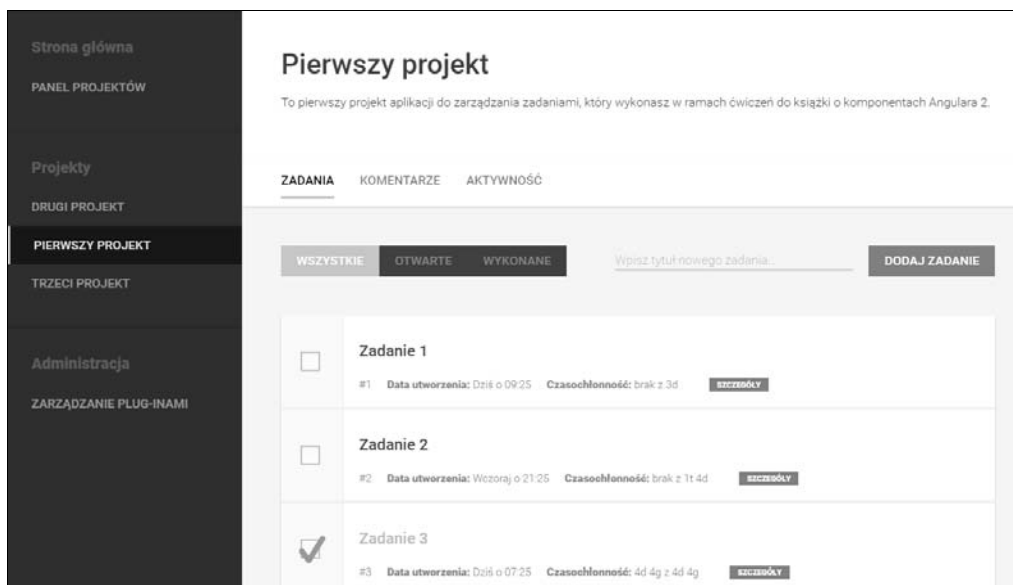 Strona główna
PANEL PROJEKTÓW
Projekty
DRUGI PROJEKT
PIERWSZY PROJEKT
TRZECI PROJEKT
Administracja
ZARZĄDZANIE PLUG-INAMI
Pierwszy projekt
To pierwszy projekt aplikacji do zarządzania zadaniami, który wykonasz w ramach ćwiczeń do książki o komponentach Angulara 2.
ZADANIA KOMENTARZE AKTYWNOŚĆ
WSZYSTKIE OTWARTE WYKONANE Wpisz tytuł nowego zadania... DODAJ ZADANIE
Zadanie 1
#1 Data utworzenia: Dziś o 09:25 Czasochłonność: brak z 3d SZCZEGÓŁY
Zadanie 2
#2 Data utworzenia: Wczoraj o 21:25 Czasochłonność: brak z 1t 4d SZCZEGÓŁY
Zadanie 3
#3 Data utworzenia: Dziś o 07:25 Czasochłonność: 4d 4g z 4d 4g SZCZEGÓŁY